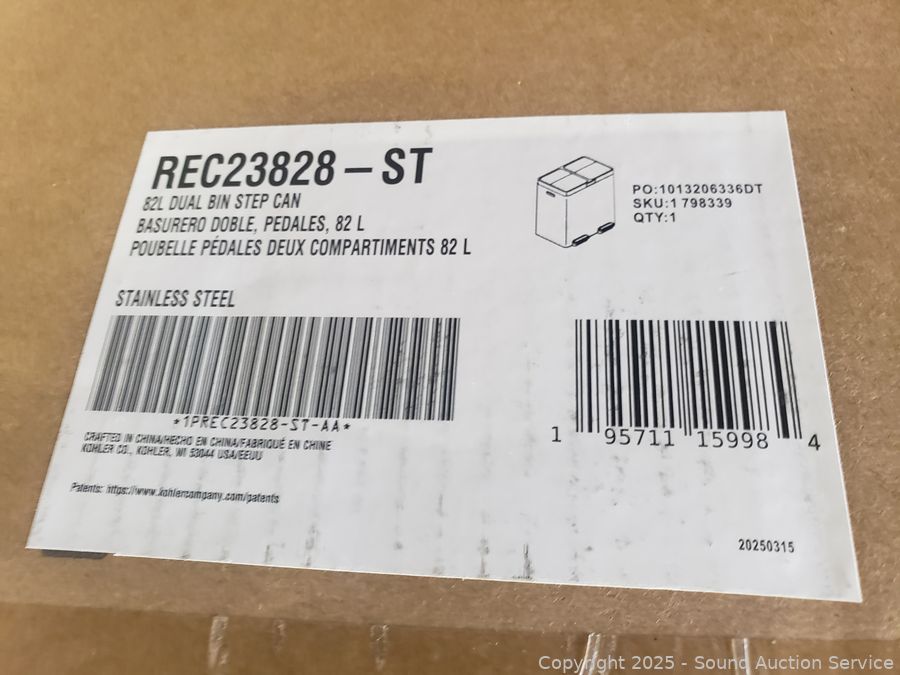 REC23828-ST
82L DUAL BIN STEP CAN
BASURERO DOBLE, PEDALES, 82 L
POUBELLE PÉDALES DEUX COMPARTIMENTS 82 L
STAINLESS STEEL
*1PREC23828-ST-AA*
CRAFTED IN CHINA/HECHO EN CHINA/FABRIQUÉ EN CHINE
KOHLER CO., KOHLER, WI 53044 USA/EEUU
Patents: https://www.kohlercompany.com/patents
PO:1013206336DT
SKU:1798339
QTY:1
1 95711 15998 4
20250315
Copyright 2025 - Sound Auction Service